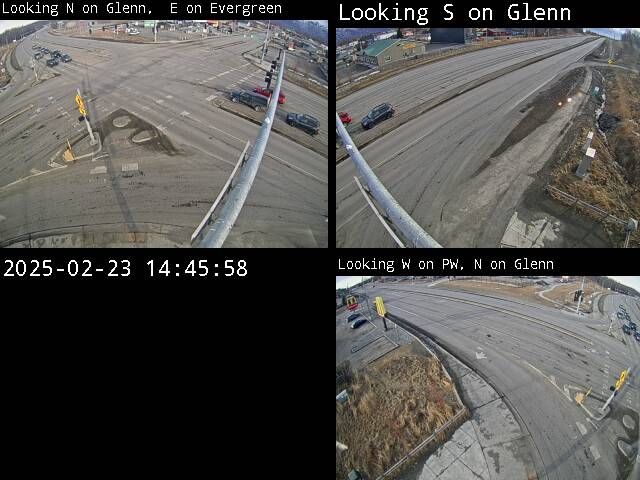 Looking N on Glenn,  E on Evergreen
Looking S on Glenn
2025-02-23 14:45:58
Looking W on PW, N on Glenn